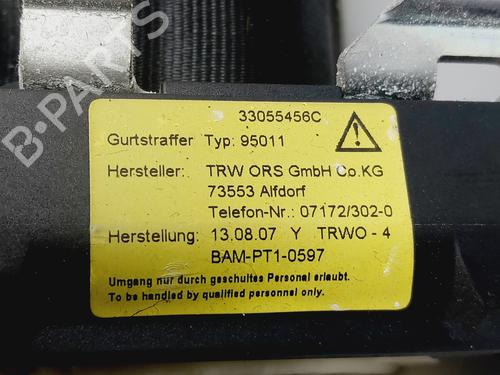 B-PARTS
33055456C
Gurtstraffer Typ: 95011
Hersteller: TRW ORS GmbH Co.KG
73553 Alfdorf
Telefon-Nr.: 07172/302-0
Herstellung: 13.08.07 Y TRWO - 4
BAM-PT1-0597
Umgang nur durch geschultes Personal erlaubt.
To be handled by qualified personnel only.